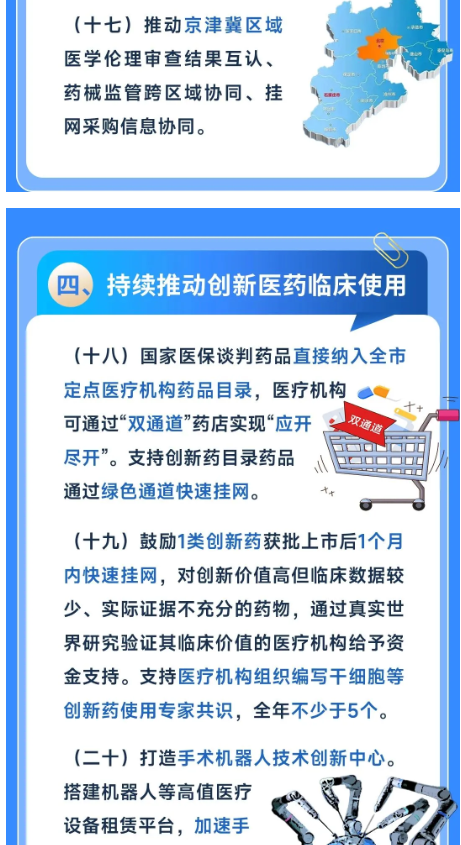 （十七）推动京津冀区域
医学伦理审查结果互认、
药械监管跨区域协同、挂
网采购信息协同。
四、持续推动创新医药临床使用
（十八）国家医保谈判药品直接纳入全市
定点医疗机构药品目录，医疗机构
可通过“双通道”药店实现“应开
尽开”。支持创新药目录药品
通过绿色通道快速挂网。
双通道
（十九）鼓励1类创新药获批上市后1个月
内快速挂网，对创新价值高但临床数据较
少、实际证据不充分的药物，通过真实世
界研究验证其临床价值的医疗机构给予资
金支持。支持医疗机构组织编写干细胞等
创新药使用专家共识，全年不少于5个。
（二十）打造手术机器人技术创新中心。
搭建机器人等高值医疗
设备租赁平台，加速手